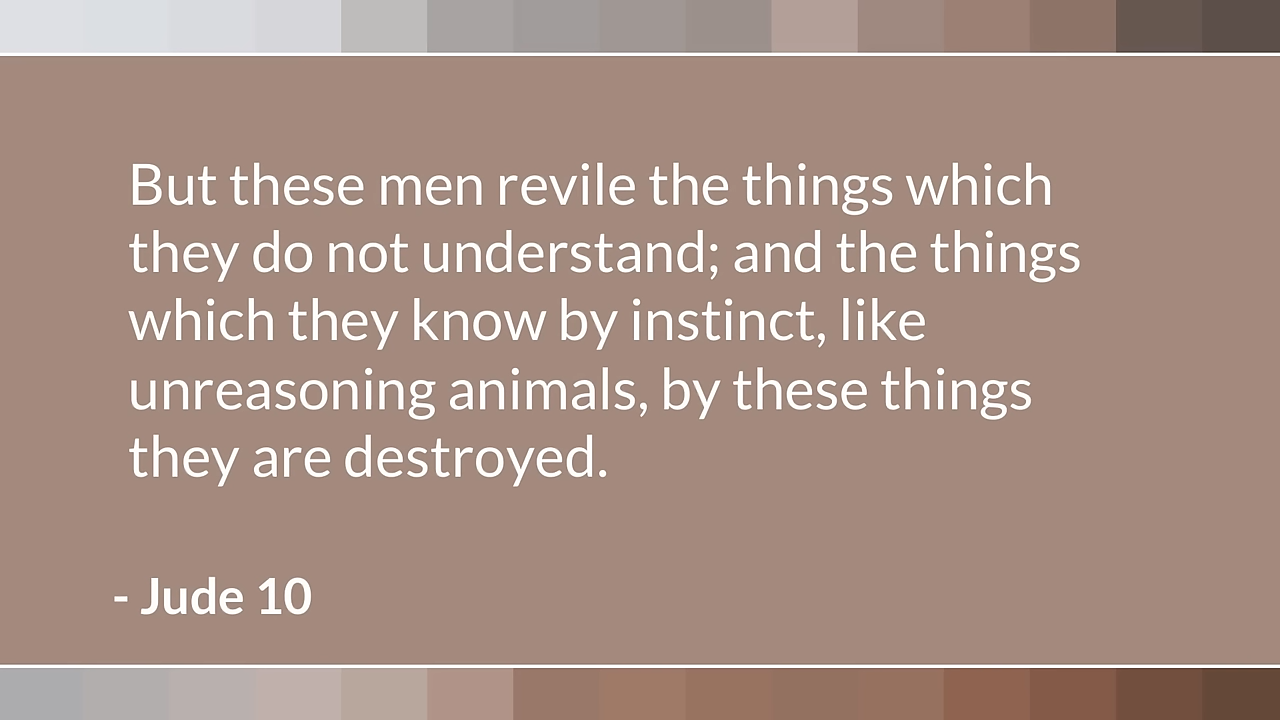 But these men revile the things which
they do not understand; and the things
which they know by instinct, like
unreasoning animals, by these things
they are destroyed.
- Jude 10